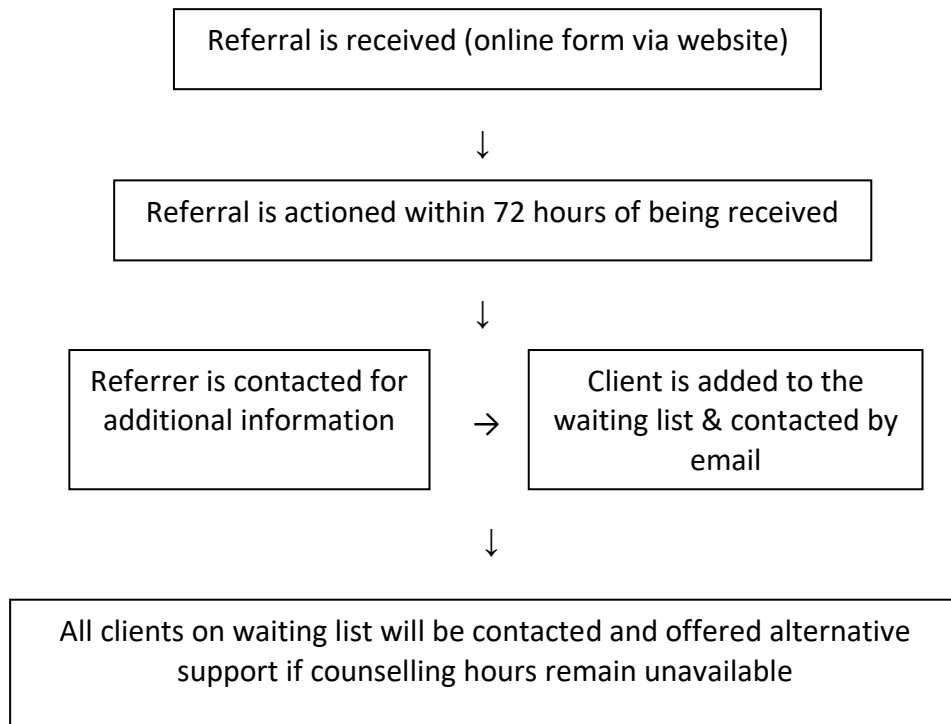 Referral is received (online form via website)
↓
Referral is actioned within 72 hours of being received
↓
Referrer is contacted for
additional information
→
Client is added to the
waiting list & contacted by
email
↓
All clients on waiting list will be contacted and offered alternative
support if counselling hours remain unavailable